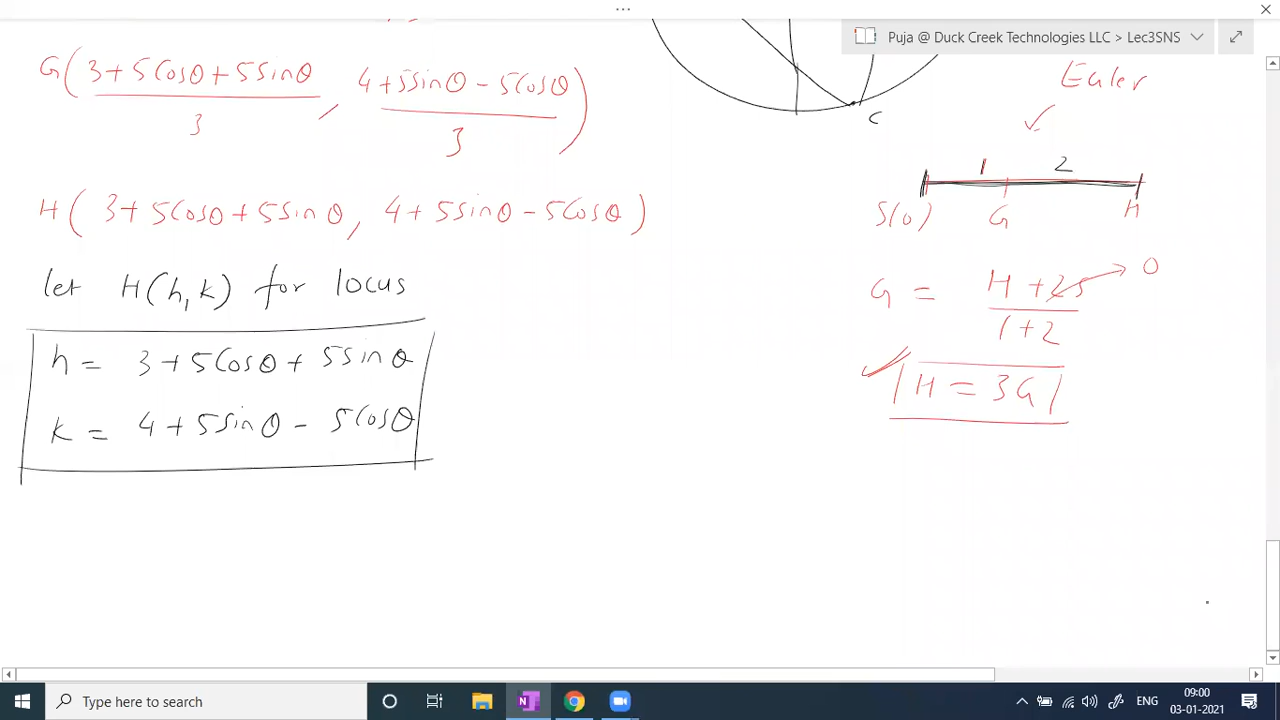 Puja @ Duck Creek Technologies LLC > Lec3SNS
G( (3+5Cosθ+5Sinθ)/3 , (4+5Sinθ-5Cosθ)/3 )
H( 3+5Cosθ+5Sinθ, 4+5Sinθ-5Cosθ)
let H(h,k) for locus
h = 3+5Cosθ+5Sinθ
k = 4+5Sinθ-5Cosθ
C
Euler
✓
1 2
S(0) G H
G = (H+2S)/(1+2) → 0
H = 3G
Type here to search
ENG
09:00
03-01-2021